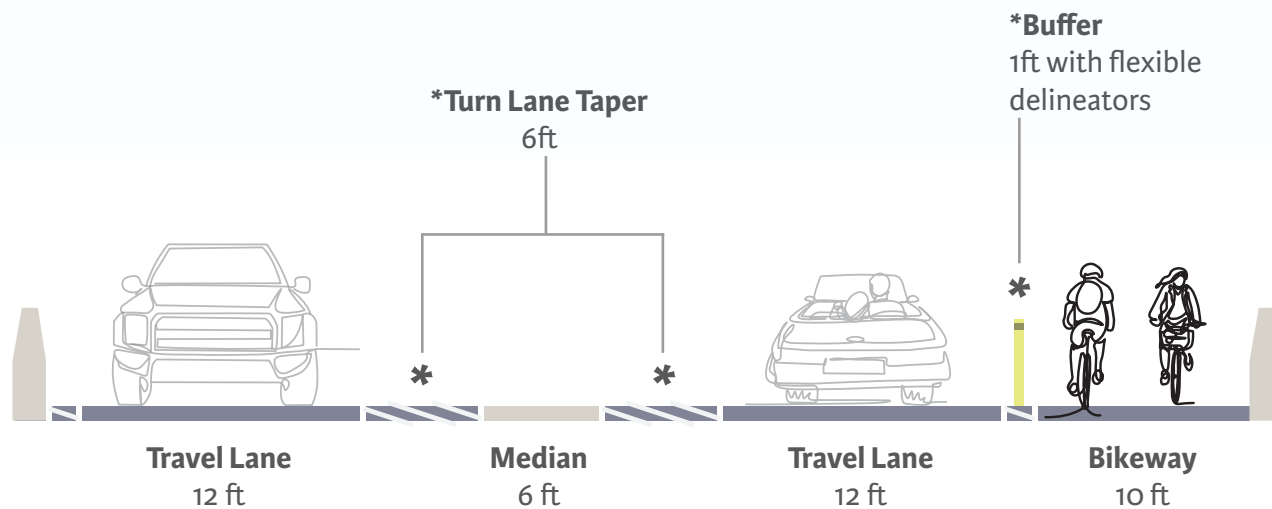 *Buffer
1ft with flexible
delineators
*Turn Lane Taper
6ft
*
*
*
Travel Lane
12 ft
Median
6 ft
Travel Lane
12 ft
Bikeway
10 ft